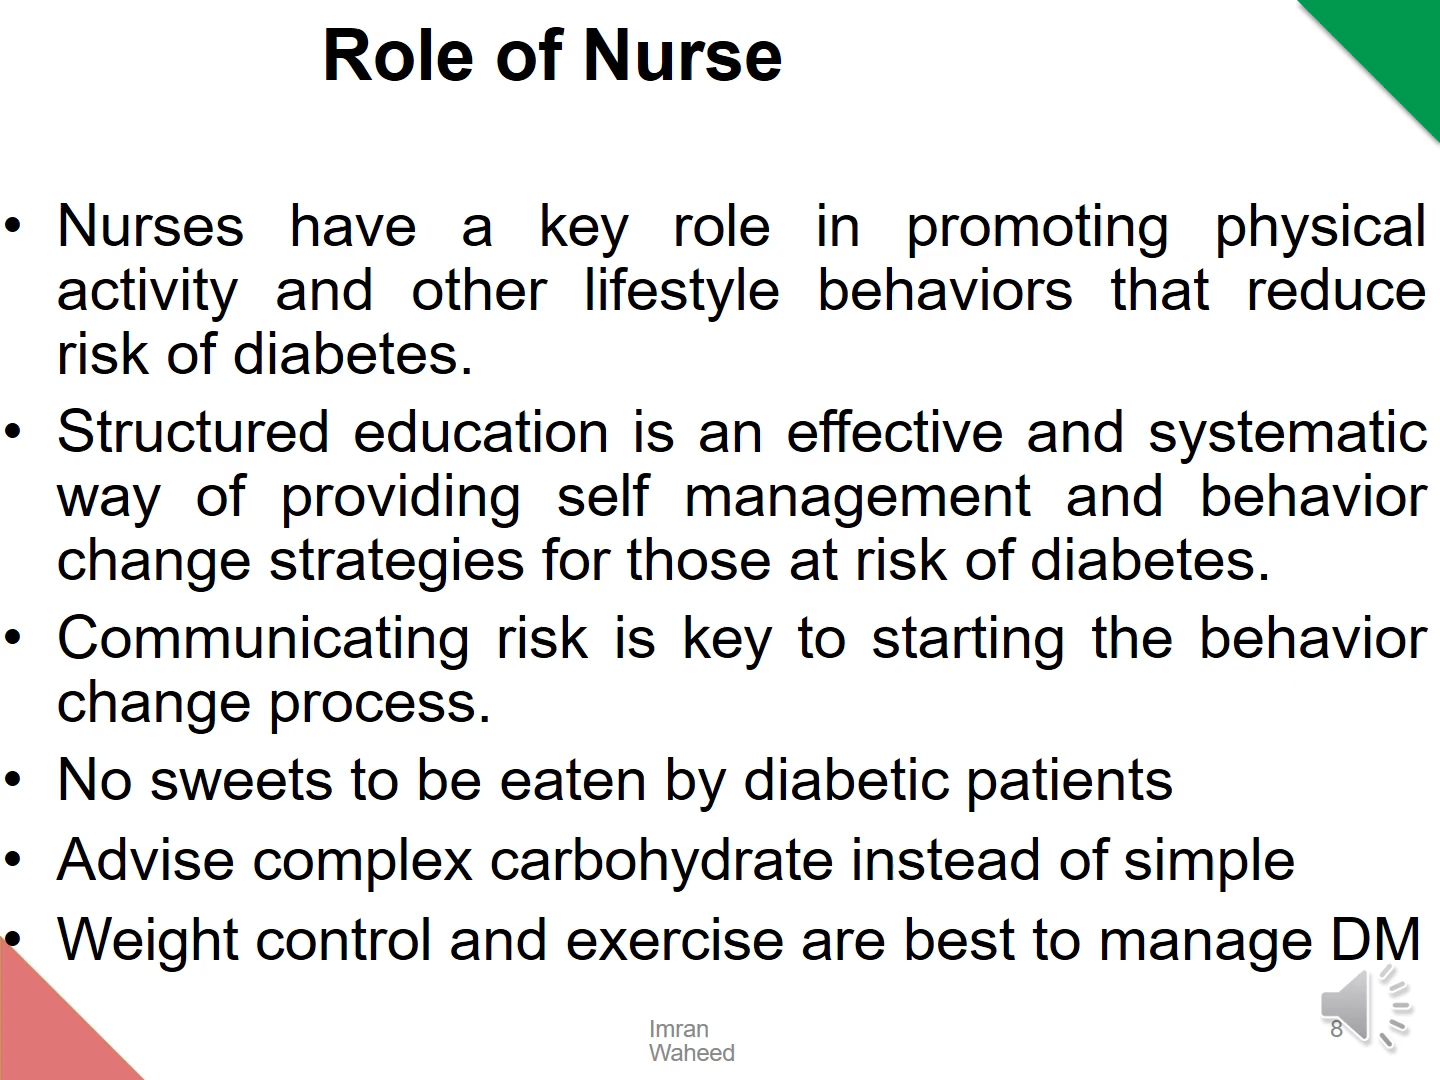 Role of Nurse
• Nurses have a key role in promoting physical
activity and other lifestyle behaviors that reduce
risk of diabetes.
• Structured education is an effective and systematic
way of providing self management and behavior
change strategies for those at risk of diabetes.
• Communicating risk is key to starting the behavior
change process.
• No sweets to be eaten by diabetic patients
• Advise complex carbohydrate instead of simple
• Weight control and exercise are best to manage DM
Imran
Waheed
8